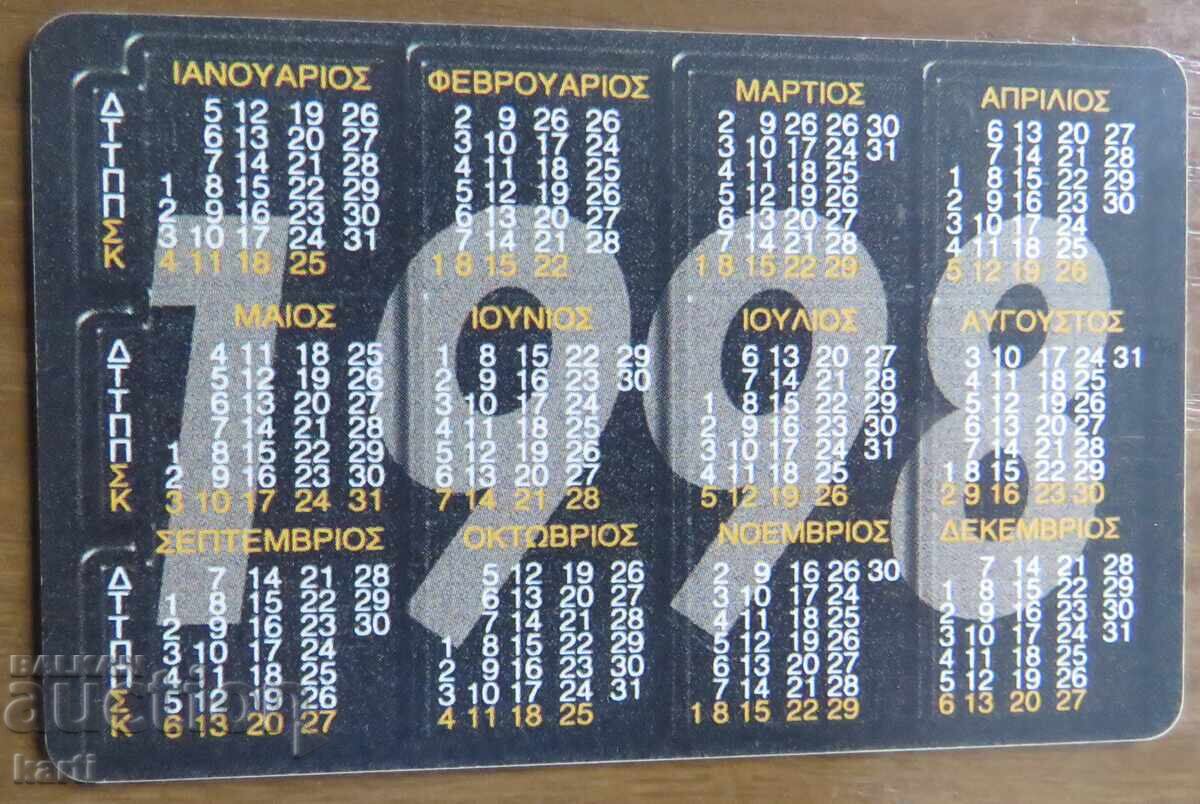 ΙΑΝΟΥΑΡΙΟΣ ΦΕΒΡΟΥΑΡΙΟΣ ΜΑΡΤΙΟΣ ΑΠΡΙΛΙΟΣ
Δ 5 12 19 26 2 9 26 26 2 9 26 26 30 6 13 20 27
Τ 6 13 20 27 3 10 17 24 3 10 17 24 31 7 14 21 28
Τ 7 14 21 28 4 11 18 25 4 11 18 25 1 8 15 22 29
Π 1 8 15 22 29 5 12 19 26 5 12 19 26 2 9 16 23 30
Π 2 9 16 23 30 6 13 20 27 6 13 20 27 3 10 17 24
Σ 3 10 17 24 31 7 14 21 28 7 14 21 28 4 11 18 25
Κ 4 11 18 25 1 8 15 22 1 8 15 22 29 5 12 19 26
1998
ΜΑΙΟΣ ΙΟΥΝΙΟΣ ΙΟΥΛΙΟΣ ΑΥΓΟΥΣΤΟΣ
Δ 4 11 18 25 1 8 15 22 29 6 13 20 27 3 10 17 24 31
Τ 5 12 19 26 2 9 16 23 30 7 14 21 28 4 11 18 25
Τ 6 13 20 27 3 10 17 24 1 8 15 22 29 5 12 19 26
Π 7 14 21 28 4 11 18 25 2 9 16 23 30 6 13 20 27
Π 1 8 15 22 29 5 12 19 26 3 10 17 24 31 7 14 21 28
Σ 2 9 16 23 30 6 13 20 27 4 11 18 25 1 8 15 22 29
Κ 3 10 17 24 31 7 14 21 28 5 12 19 26 2 9 16 23 30
ΣΕΠΤΕΜΒΡΙΟΣ ΟΚΤΩΒΡΙΟΣ ΝΟΕΜΒΡΙΟΣ ΔΕΚΕΜΒΡΙΟΣ
Δ 7 14 21 28 5 12 19 26 2 9 16 26 30 7 14 21 28
Τ 1 8 15 22 29 6 13 20 27 3 10 17 24 1 8 15 22 29
Τ 2 9 16 23 30 7 14 21 28 4 11 18 25 2 9 16 23 30
Π 3 10 17 24 1 8 15 22 29 5 12 19 26 3 10 17 24 31
Π 4 11 18 25 2 9 16 23 30 6 13 20 27 4 11 18 25
Σ 5 12 19 26 3 10 17 24 31 7 14 21 28 5 12 19 26
Κ 6 13 20 27 4 11 18 25 1 8 15 22 29 6 13 20 27
BALKAN
auction
karti